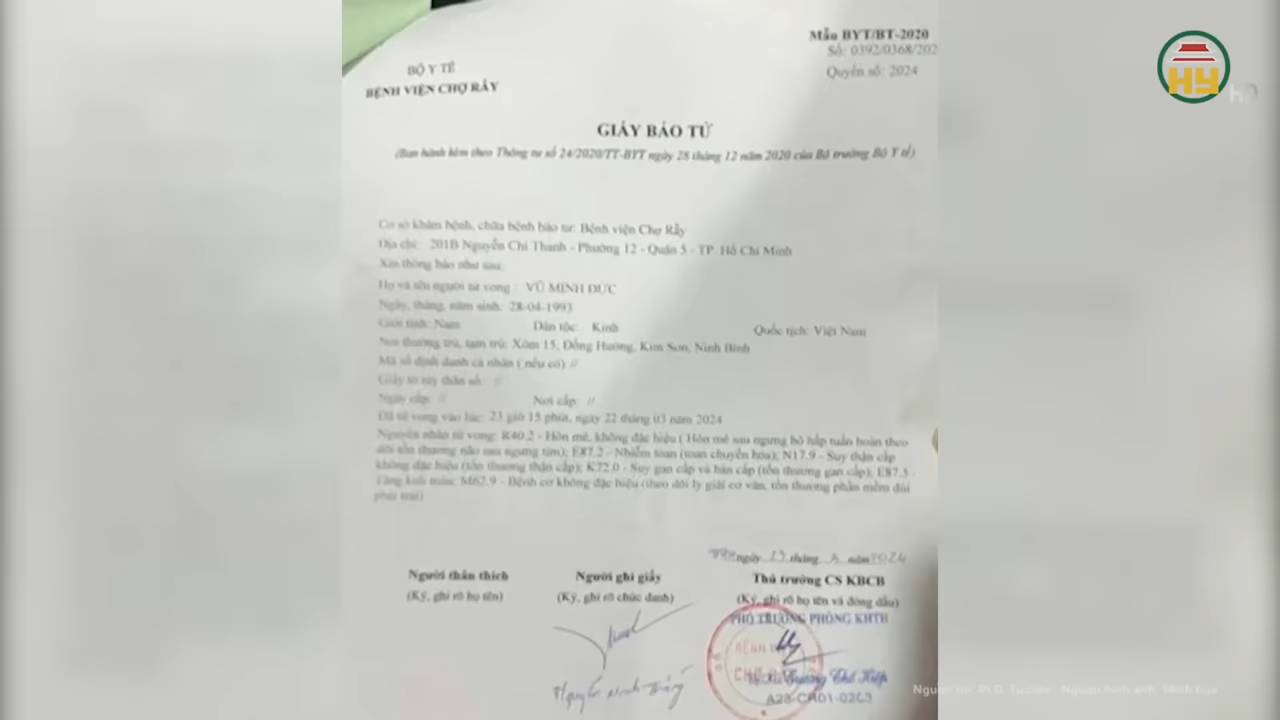 Mẫu BYT/BT-2020
Số: 0392/0368/202
Quyển số: 2024
BỘ Y TẾ
BỆNH VIỆN CHỢ RẪY
HY
GIẤY BÁO TỬ
(Ban hành kèm theo Thông tư số 24/2020/TT-BYT ngày 28 tháng 12 năm 2020 của Bộ trưởng Bộ Y tế)
Cơ sở khám bệnh, chữa bệnh báo tử: Bệnh viện Chợ Rẫy
Địa chỉ: 201B Nguyễn Chí Thanh - Phường 12 - Quận 5 - TP. Hồ Chí Minh
Xin thông báo như sau:
Họ và tên người tử vong : VŨ MINH ĐỨC
Ngày, tháng, năm sinh: 28-04-1993
Giới tính: Nam Dân tộc: Kinh Quốc tịch: Việt Nam
Nơi thường trú, tạm trú: Xóm 15, Đồng Hướng, Kim Sơn, Ninh Bình
Mã số định danh cá nhân ( nếu có) //
Giấy tờ tùy thân số: //
Ngày cấp: // Nơi cấp: //
Đã tử vong vào lúc: 23 giờ 15 phút, ngày 22 tháng 03 năm 2024
Nguyên nhân tử vong: R40.2 - Hôn mê, không đặc hiệu ( Hôn mê sau ngưng hô hấp tuần hoàn theo
dõi tổn thương não sau ngưng tim); E87.2 - Nhiễm toan (toan chuyển hóa); N17.9 - Suy thận cấp
không đặc hiệu (tổn thương thận cấp); K72.0 - Suy gan cấp và bán cấp (tổn thương gan cấp); E87.5 -
Tăng kali máu; M62.9 - Bệnh cơ không đặc hiệu (theo dõi ly giải cơ vân, tổn thương phần mềm đùi
phải trái)
ngày tháng năm 2024
Người thân thích Người ghi giấy Thủ trưởng CS KBCB
(Ký, ghi rõ họ tên) (Ký, ghi rõ chức danh) (Ký, ghi rõ họ tên và đóng dấu)
PHÓ TRƯỞNG PHÒNG KHTH
BỆNH
CHỢ